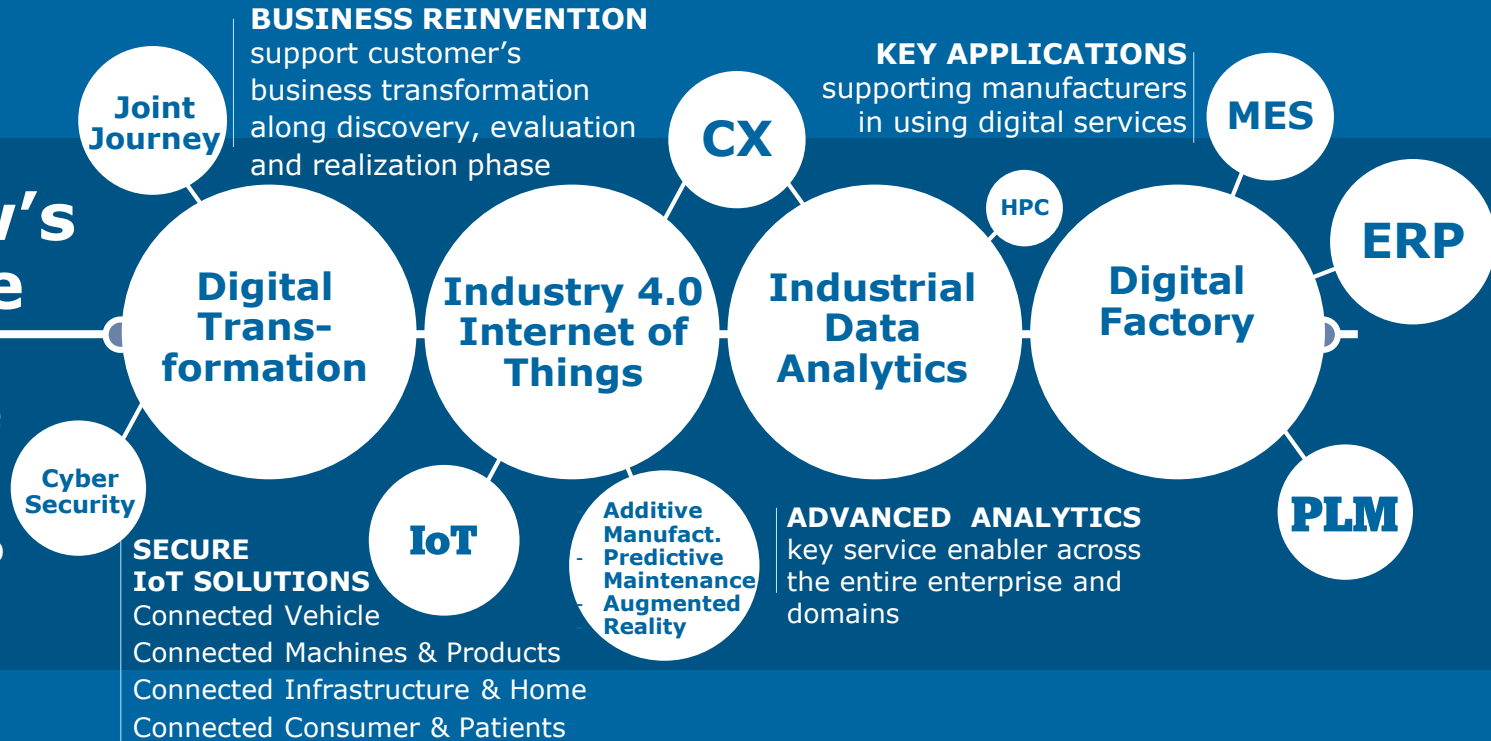 BUSINESS REINVENTION
support customer’s
business transformation
along discovery, evaluation
and realization phase
KEY APPLICATIONS
supporting manufacturers
in using digital services
Joint
Journey
CX
MES
HPC
ERP
’s
e
Digital
Trans-
formation
Industry 4.0
Internet of
Things
Industrial
Data
Analytics
Digital
Factory
Cyber
Security
IoT
- Additive
Manufact.
- Predictive
Maintenance
- Augmented
- Reality
PLM
ADVANCED ANALYTICS
key service enabler across
the entire enterprise and
domains
SECURE
IoT SOLUTIONS
Connected Vehicle
Connected Machines & Products
Connected Infrastructure & Home
Connected Consumer & Patients